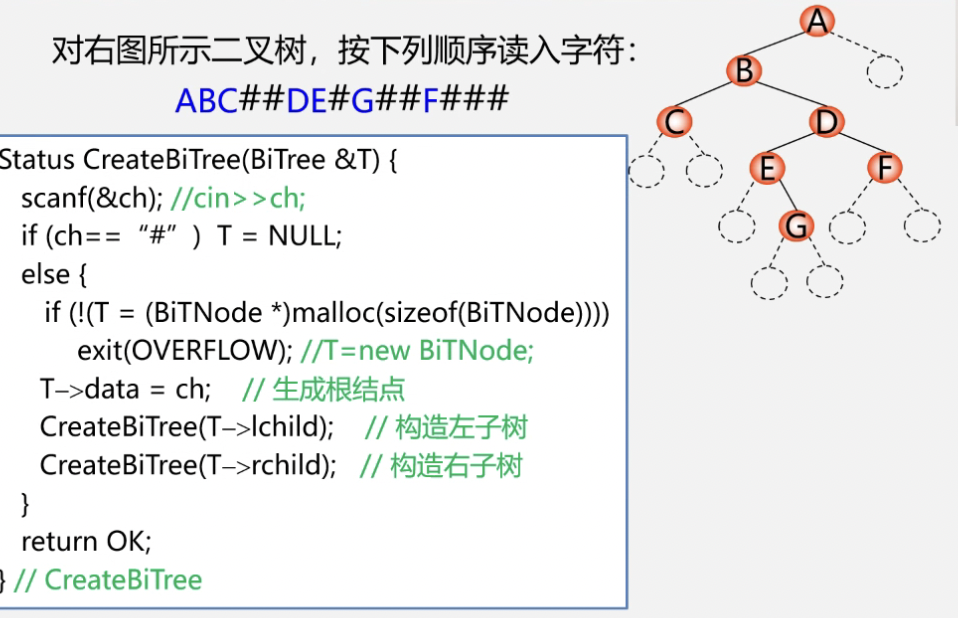 对右图所示二叉树，按下列顺序读入字符：
ABC##DE#G##F###
Status CreateBiTree(BiTree &T) {
scanf(&ch); //cin>>ch;
if (ch== “#” ) T = NULL;
else {
if (!(T = (BiTNode *)malloc(sizeof(BiTNode))))
exit(OVERFLOW); //T=new BiTNode;
T–>data = ch; // 生成根结点
CreateBiTree(T–>lchild); // 构造左子树
CreateBiTree(T–>rchild); // 构造右子树
}
return OK;
} // CreateBiTree
A
B
C
D
E
F
G